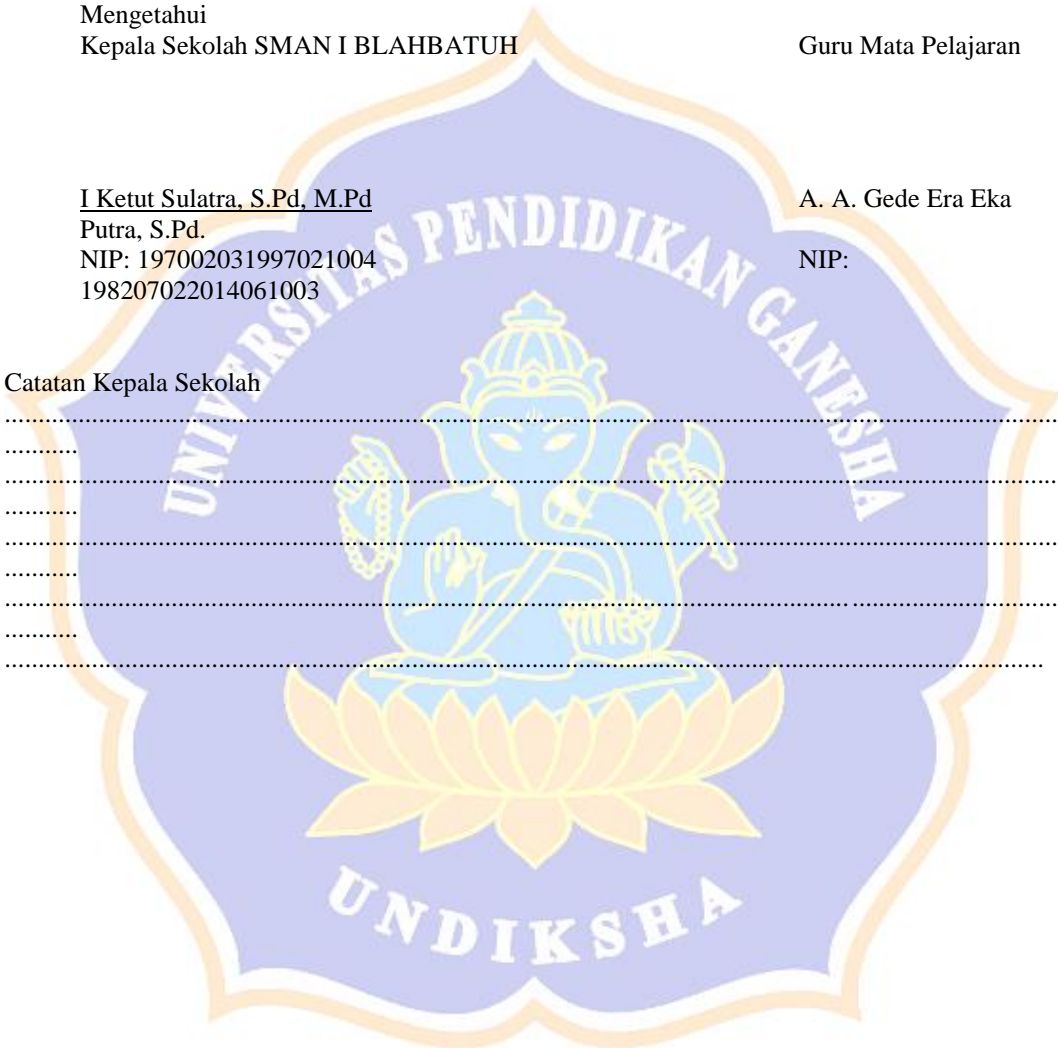 Mengetahui
Kepala Sekolah SMAN I BLAHBATUH Guru Mata Pelajaran
I Ketut Sulatra, S.Pd, M.Pd A. A. Gede Era Eka
Putra, S.Pd.
NIP: 197002031997021004 NIP:
198207022014061003
UNIVERSITAS PENDIDIKAN GANESHA
Catatan Kepala Sekolah
..........................................................................................................................................
...........
..........................................................................................................................................
...........
..........................................................................................................................................
...........
.............................................................................................................. ...........................
...........
........................................................................................................................................
UNDIKSHA